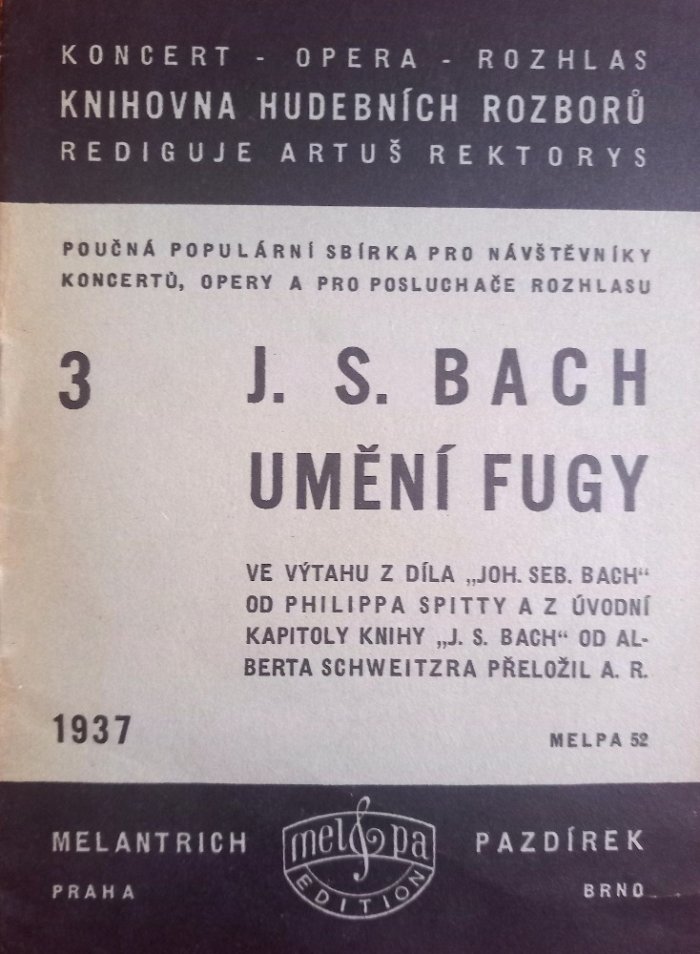 KONCERT - OPERA - ROZHLAS
KNIHOVNA HUDEBNÍCH ROZBORŮ
REDIGUJE ARTUŠ REKTORYS
POUČNÁ POPULÁRNÍ SBÍRKA PRO NÁVŠTĚVNÍKY
KONCERTŮ, OPERY A PRO POSLUCHAČE ROZHLASU
3 J. S. BACH
UMĚNÍ FUGY
VE VÝTAHU Z DÍLA „JOH. SEB. BACH“
OD PHILIPPA SPITTY A Z ÚVODNÍ
KAPITOLY KNIHY „J. S. BACH“ OD AL-
BERTA SCHWEITZRA PŘELOŽIL A. R.
1937 MELPA 52
MELANTRICH melpa PAZDÍREK
PRAHA EDITION BRNO